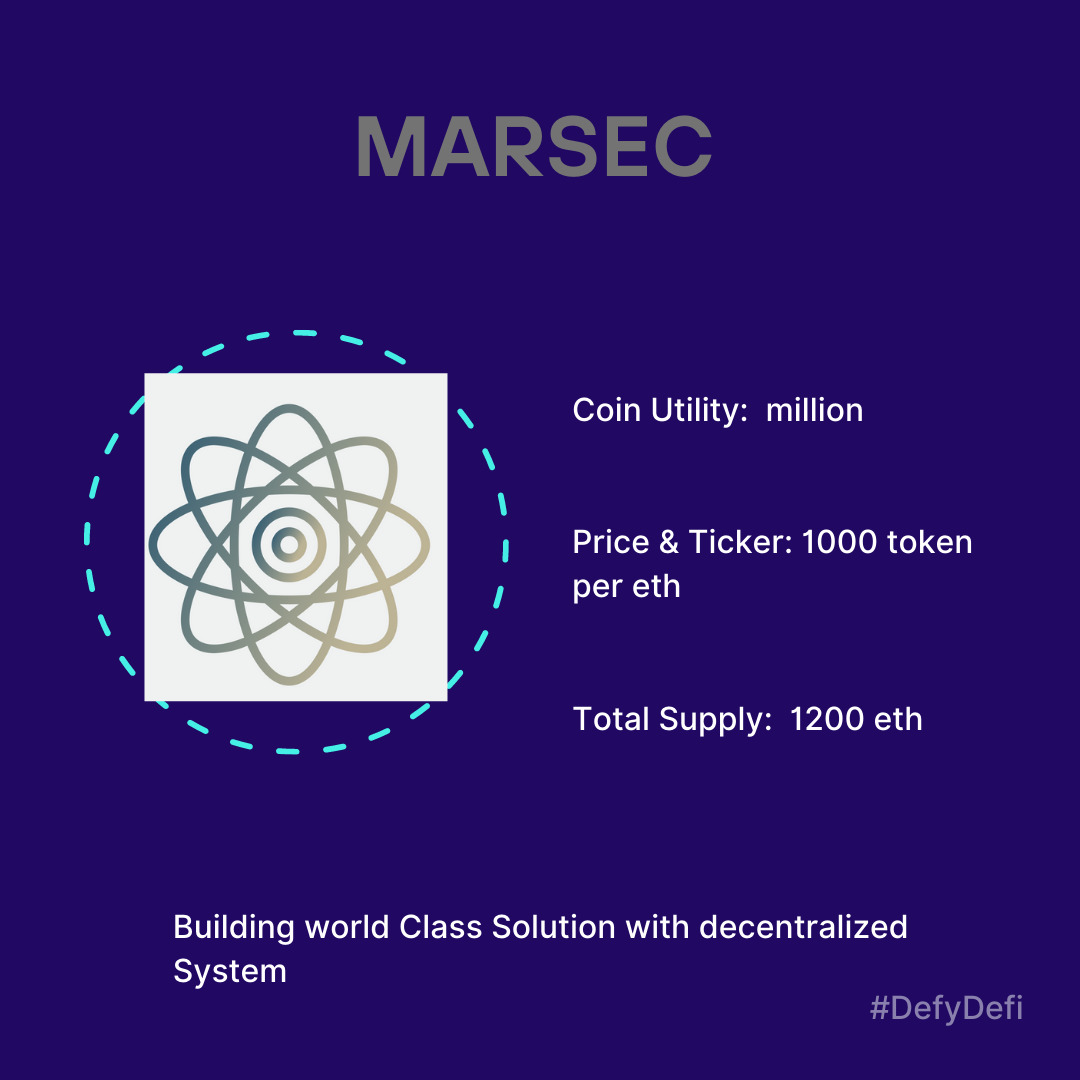 MARSEC
Coin Utility:  million
Price & Ticker: 1000 token
per eth
Total Supply:  1200 eth
Building world Class Solution with decentralized
System
#DefyDefi